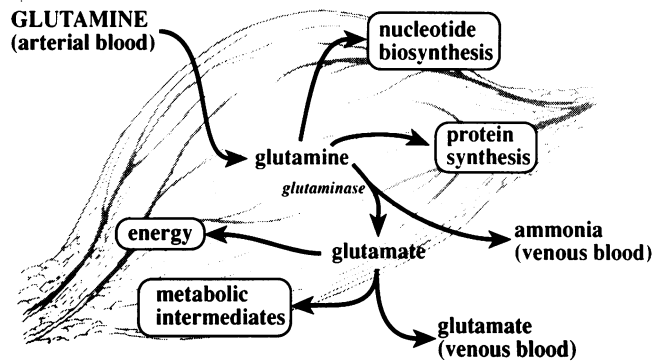 GLUTAMINE
(arterial blood)
nucleotide
biosynthesis
protein
synthesis
glutamine
glutaminase
ammonia
(venous blood)
energy
glutamate
metabolic
intermediates
glutamate
(venous blood)